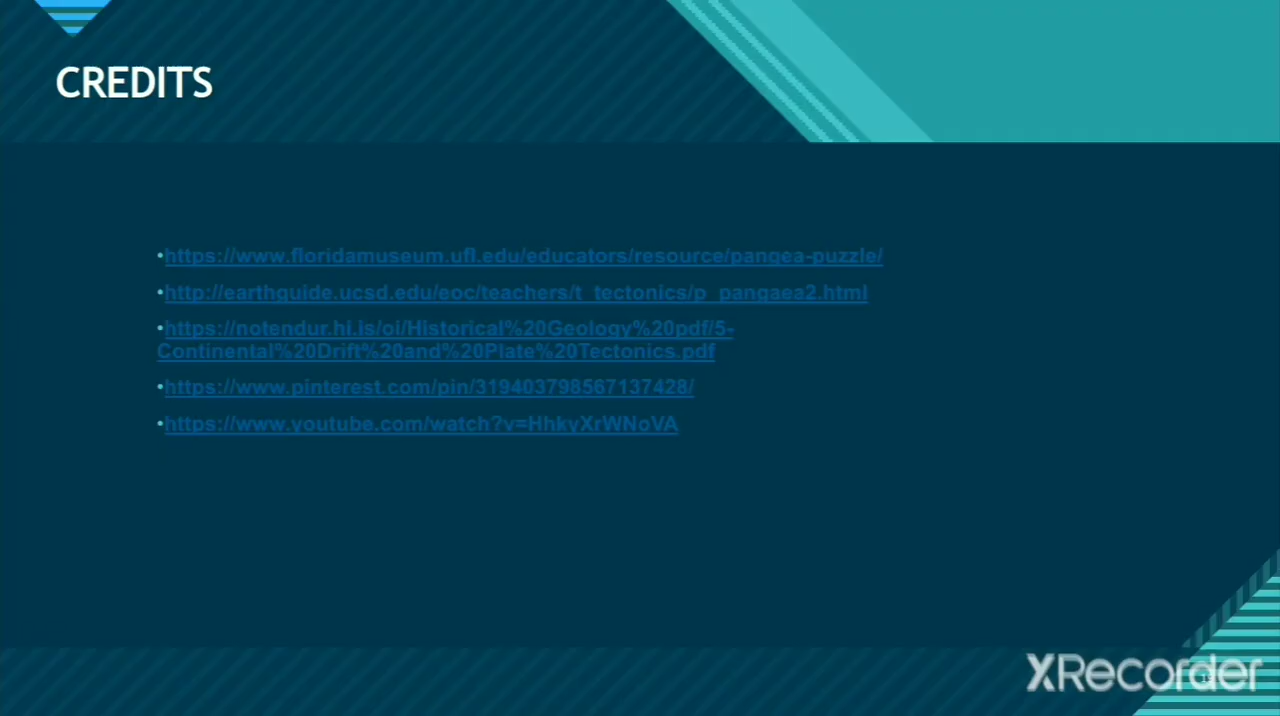 CREDITS
•https://www.floridamuseum.ufl.edu/educators/resource/pangea-puzzle/
•http://earthguide.ucsd.edu/eoc/teachers/t_tectonics/p_pangaea2.html
•https://notendur.hi.is/oi/Historical%20Geology%20pdf/5-
Continental%20Drift%20and%20Plate%20Tectonics.pdf
•https://www.pinterest.com/pin/319403798567137428/
•https://www.youtube.com/watch?v=HhkyXrWNoVA
XRecorder